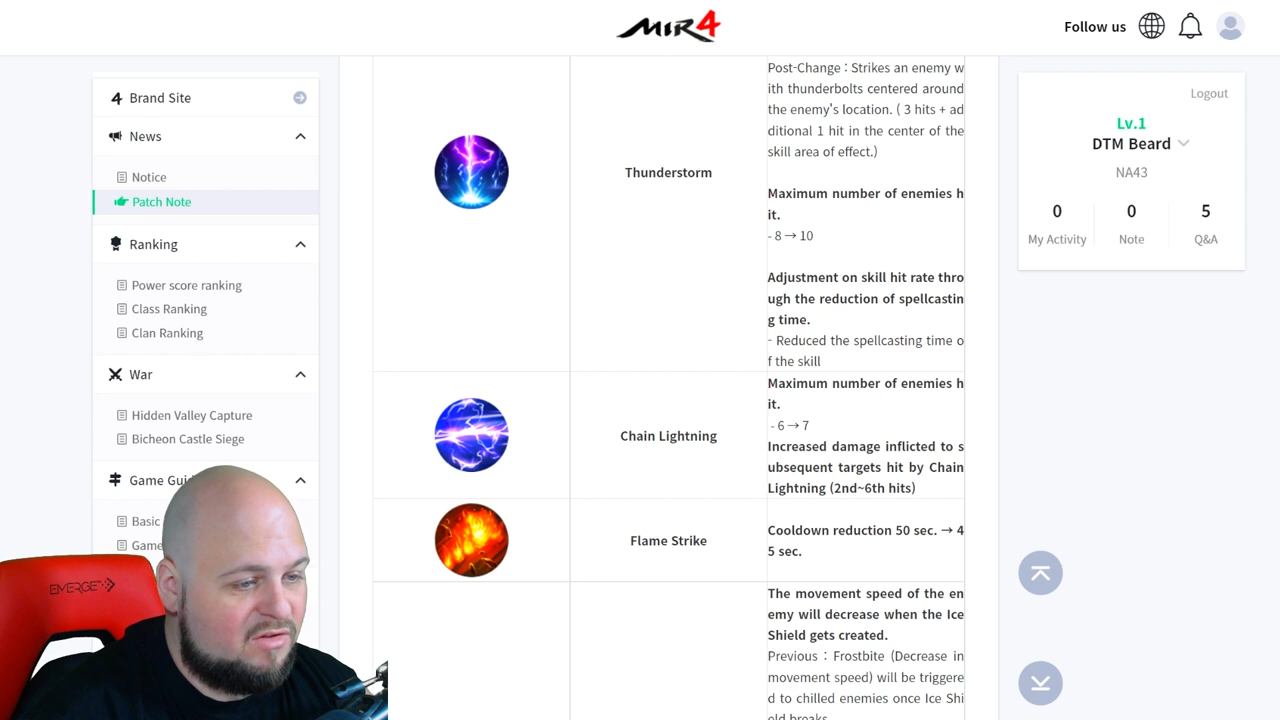 MIR4
Follow us
4 Brand Site
News
Notice
Patch Note
Ranking
Power score ranking
Class Ranking
Clan Ranking
War
Hidden Valley Capture
Bicheon Castle Siege
Game Gui
Basic
Game
EMERGE
Thunderstorm
Post-Change : Strikes an enemy w
ith thunderbolts centered around
the enemy's location. ( 3 hits + ad
ditional 1 hit in the center of the
skill area of effect.)
Maximum number of enemies h
it.
- 8 → 10
Adjustment on skill hit rate thro
ugh the reduction of spellcastin
g time.
- Reduced the spellcasting time o
f the skill
Chain Lightning
Maximum number of enemies h
it.
- 6 → 7
Increased damage inflicted to s
ubsequent targets hit by Chain
Lightning (2nd~6th hits)
Flame Strike
Cooldown reduction 50 sec. → 4
5 sec.
The movement speed of the en
emy will decrease when the Ice
Shield gets created.
Previous : Frostbite (Decrease in
movement speed) will be triggere
d to chilled enemies once Ice Shi
eld breaks
Logout
Lv.1
DTM Beard
NA43
0 0 5
My Activity Note Q&A